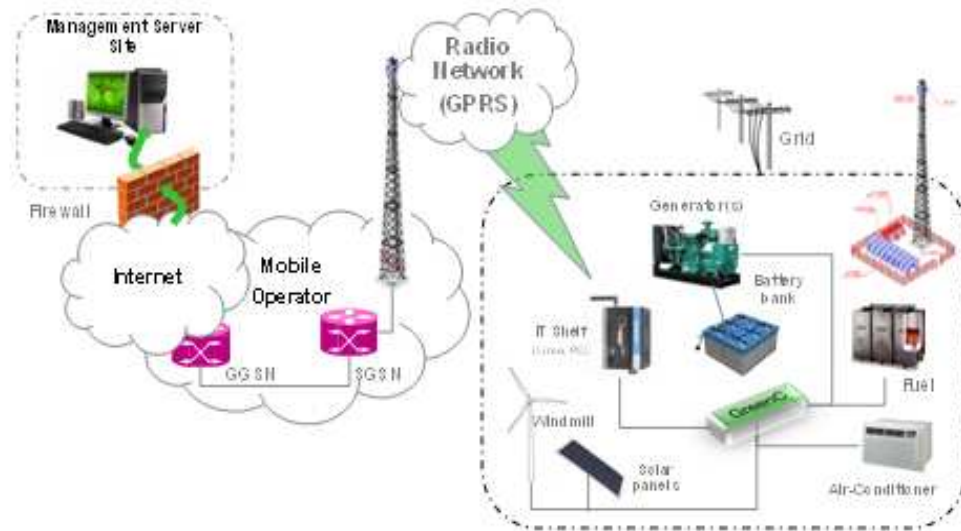 Management Server
Site
Radio
Network
(GPRS)
Grid
Firewall
Generator(s)
Internet
Mobile
Operator
Battery
bank
IT Shelf
GGSN
SGSN
Fuel
GreenC
Windmill
Solar
panels
Air-Conditioner